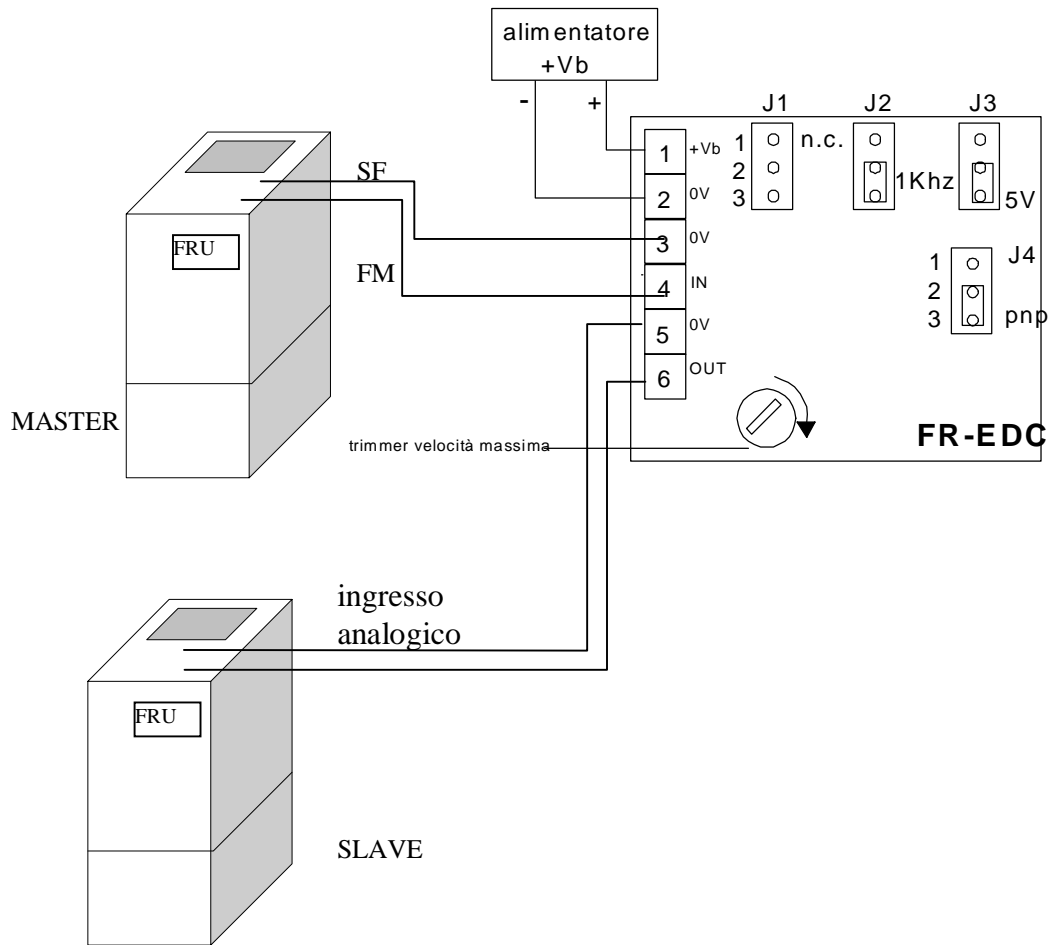 alimentatore
+Vb
- +
J1 J2 J3
1 +Vb
2 0V
3 0V
4 IN
5 0V
6 OUT
1 n.c.
2
3
1Khz
5V
J4
1
2
3 pnp
SF
FM
FRU
MASTER
trimmer velocità massima
FR-EDC
ingresso
analogico
FRU
SLAVE